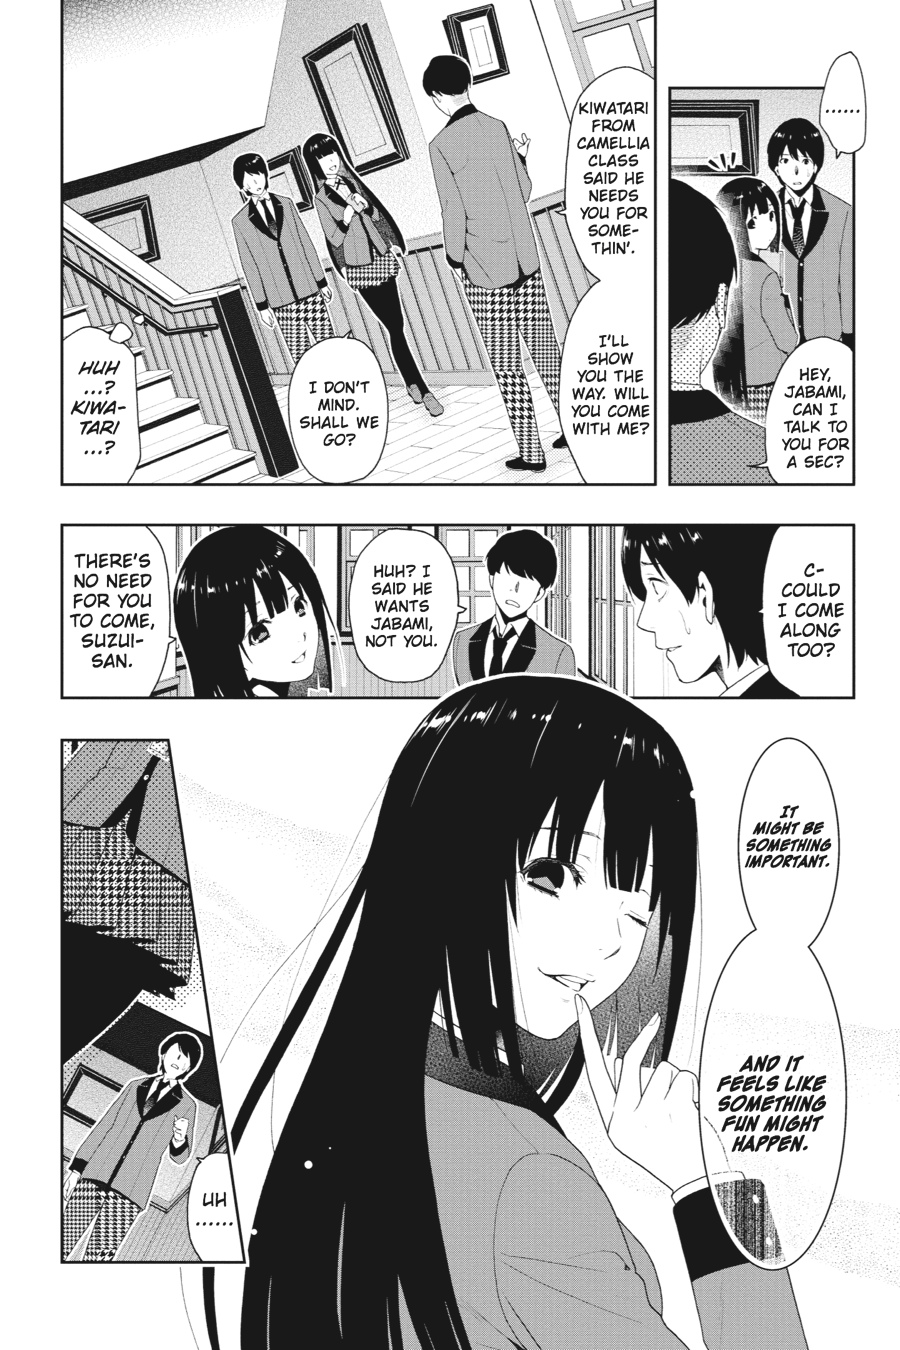 ......
HEY,
JABAMI,
CAN I
TALK TO
YOU FOR
A SEC?
KIWATARI
FROM
CAMELLIA
CLASS
SAID HE
NEEDS
YOU FOR
SOME-
THIN'.
I'LL
SHOW
YOU THE
WAY. WILL
YOU COME
WITH ME?
I DON'T
MIND.
SHALL WE
GO?
HUH
...?
KIWA-
TARI
...?
C-
COULD
I COME
ALONG
TOO?
HUH? I
SAID HE
WANTS
JABAMI,
NOT YOU.
THERE'S
NO NEED
FOR YOU
TO COME,
SUZUI-
SAN.
IT
MIGHT BE
SOMETHING
IMPORTANT.
AND IT
FEELS LIKE
SOMETHING
FUN MIGHT
HAPPEN.
UH
......